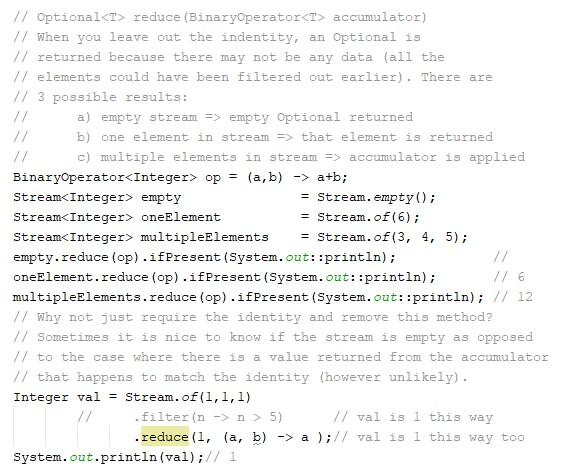 // Optional<T> reduce(BinaryOperator<T> accumulator)
// When you leave out the indentity, an Optional is
// returned because there may not be any data (all the
// elements could have been filtered out earlier). There are
// 3 possible results:
//      a) empty stream => empty Optional returned
//      b) one element in stream => that element is returned
//      c) multiple elements in stream => accumulator is applied
BinaryOperator<Integer> op = (a,b) -> a+b;
Stream<Integer> empty               = Stream.empty();
Stream<Integer> oneElement          = Stream.of(6);
Stream<Integer> multipleElements    = Stream.of(3, 4, 5);
empty.reduce(op).ifPresent(System.out::println);            //
oneElement.reduce(op).ifPresent(System.out::println);       // 6
multipleElements.reduce(op).ifPresent(System.out::println); // 12
// Why not just require the identity and remove this method?
// Sometimes it is nice to know if the stream is empty as opposed
// to the case where there is a value returned from the accumulator
// that happens to match the identity (however unlikely).
Integer val = Stream.of(1,1,1)
        //     .filter(n -> n > 5)      // val is 1 this way
               .reduce(1, (a, b) -> a );// val is 1 this way too
System.out.println(val);// 1